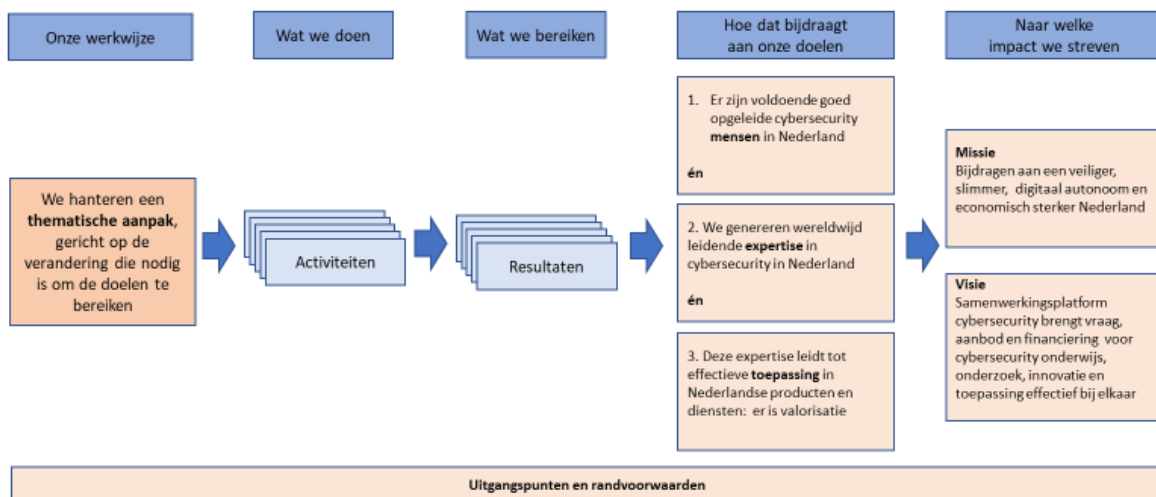 Onze werkwijze
Wat we doen
Wat we bereiken
Hoe dat bijdraagt
aan onze doelen
Naar welke
impact we streven
We hanteren een
thematische aanpak,
gericht op de
verandering die nodig
is om de doelen te
bereiken
Activiteiten
Resultaten
1. Er zijn voldoende goed
opgeleide cybersecurity
mensen in Nederland
én
2. We genereren wereldwijd
leidende expertise in
cybersecurity in Nederland
én
3. Deze expertise leidt tot
effectieve toepassing in
Nederlandse producten en
diensten: er is valorisatie
Missie
Bijdragen aan een veiliger,
slimmer, digitaal autonoom en
economisch sterker Nederland
Visie
Samenwerkingsplatform
cybersecurity brengt vraag,
aanbod en financiering voor
cybersecurity onderwijs,
onderzoek, innovatie en
toepassing effectief bij elkaar
Uitgangspunten en randvoorwaarden